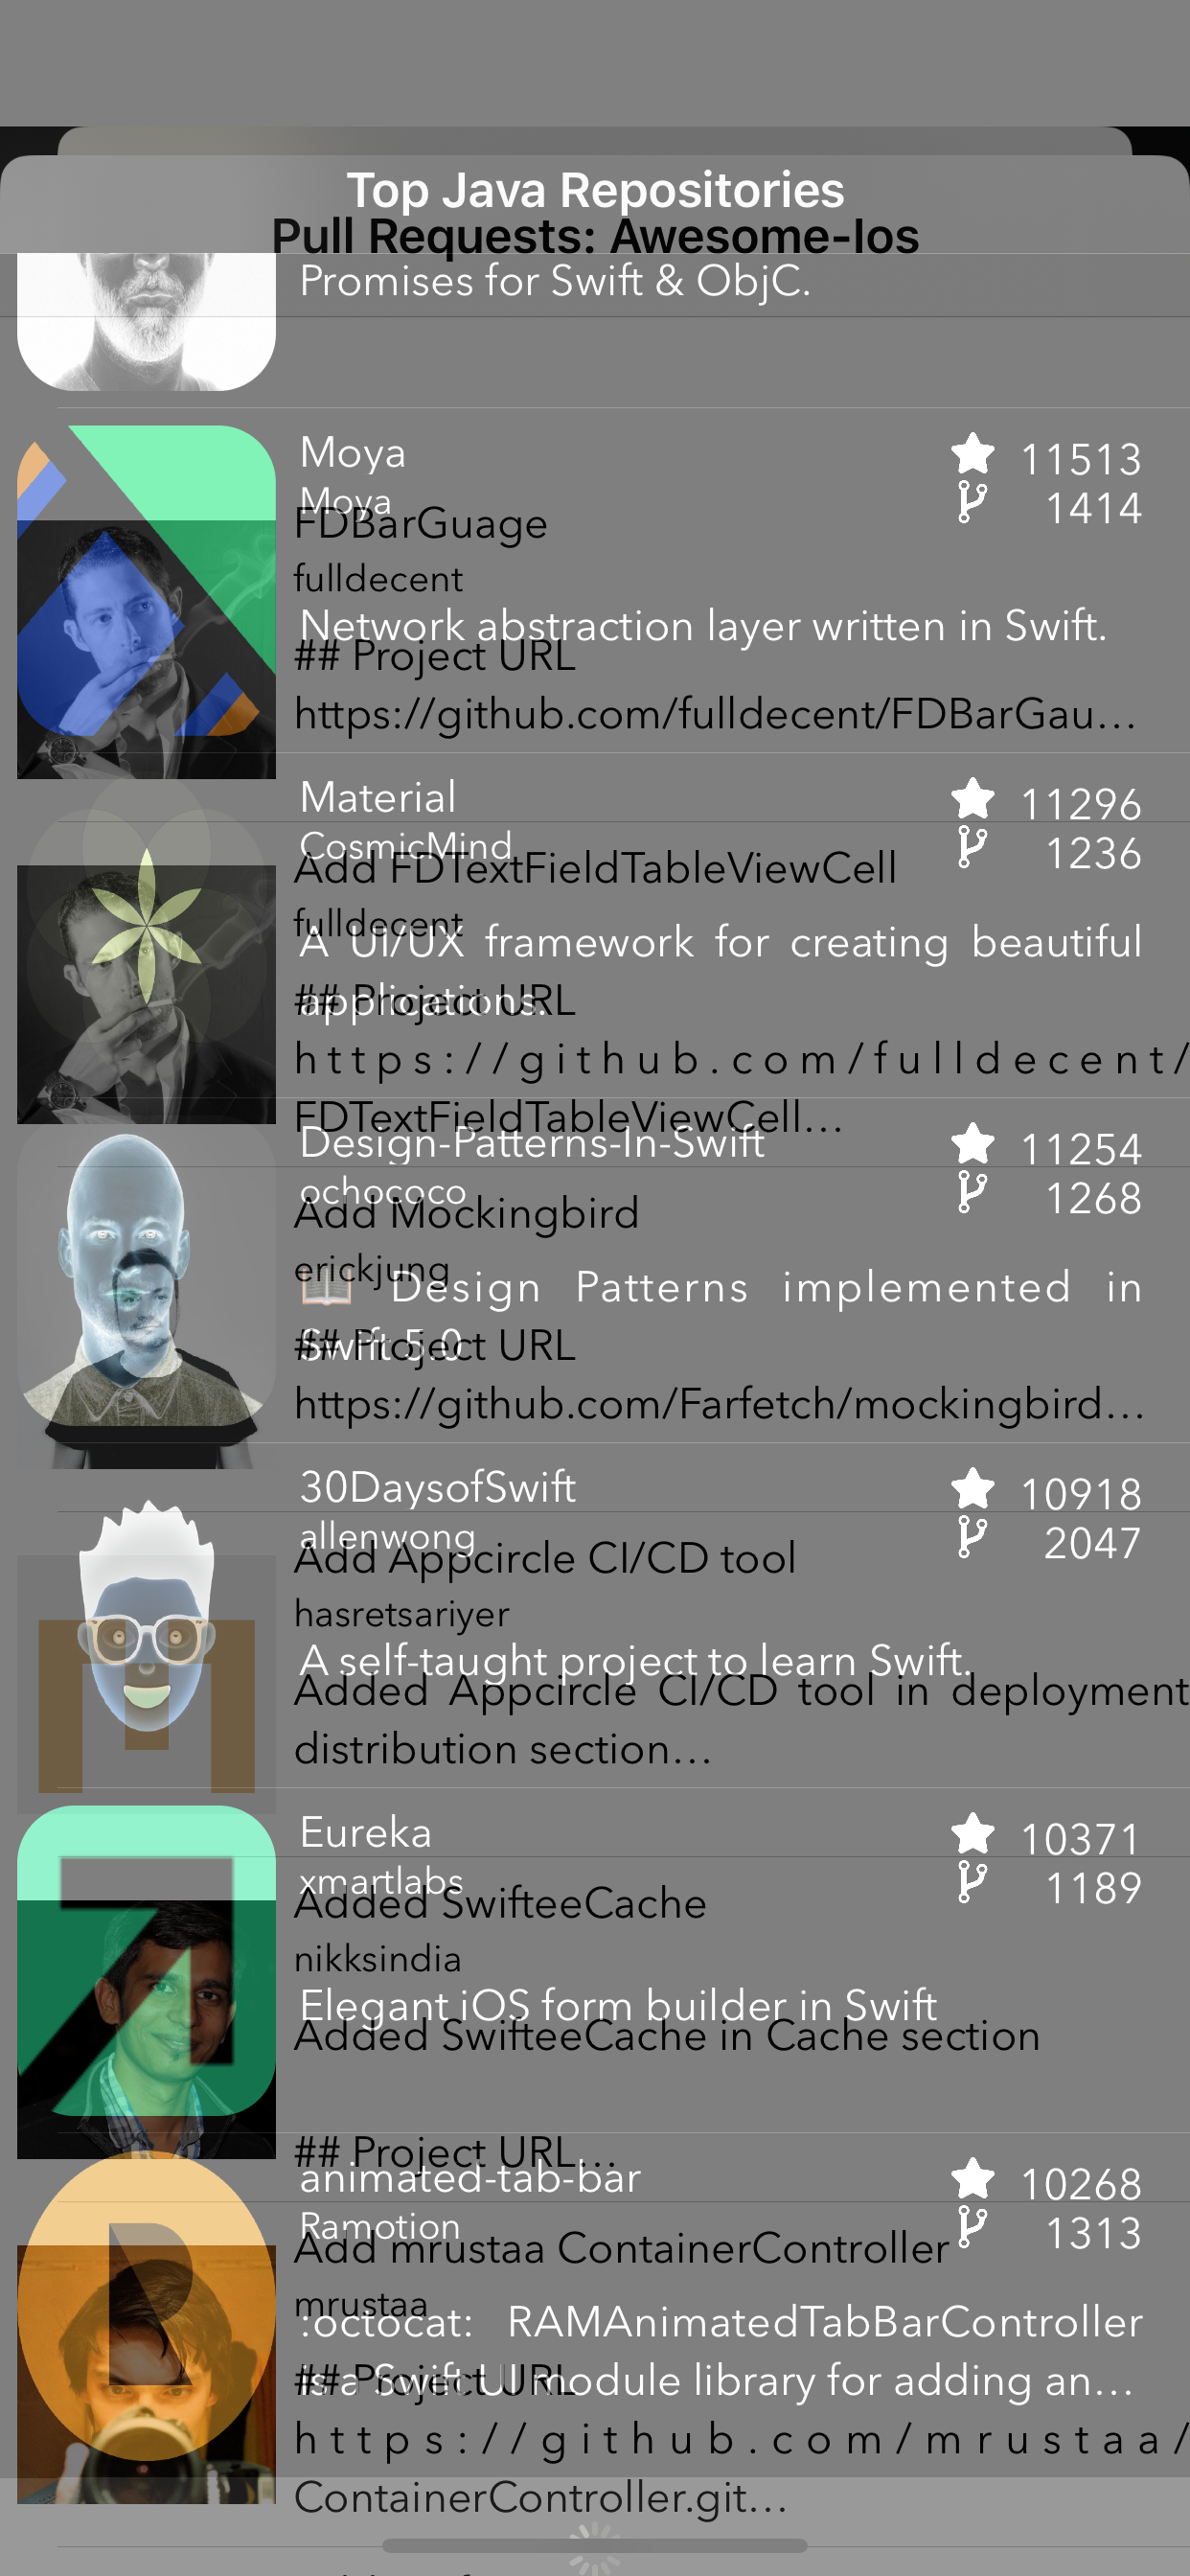 Top Java Repositories
Pull Requests: Awesome-Ios
Promises for Swift & ObjC.
Moya
11513
Moya
1414
FDBarGuage
fulldecent
Network abstraction layer written in Swift.
## Project URL
https://github.com/fulldecent/FDBarGau…
Material
11296
CosmicMind
1236
Add FDTextFieldTableViewCell
fulldecent
A UI/UX framework for creating beautiful
applications.
## Project URL
https://github.com/fulldecent/
FDTextFieldTableViewCell…
Design-Patterns-In-Swift
11254
ochococo
1268
Add Mockingbird
erickjung
📖 Design Patterns implemented in
Swift 5.0
## Project URL
https://github.com/Farfetch/mockingbird…
30DaysofSwift
10918
allenwong
2047
Add Appcircle CI/CD tool
hasretsariyer
A self-taught project to learn Swift.
Added Appcircle CI/CD tool in deployment
distribution section…
Eureka
10371
xmartlabs
1189
Added SwifteeCache
nikksindia
Elegant iOS form builder in Swift
Added SwifteeCache in Cache section
## Project URL…
animated-tab-bar
10268
Ramotion
1313
Add mrustaa ContainerController
mrustaa
:octocat: RAMAnimatedTabBarController
is a Swift UI module library for adding an…
## Project URL
https://github.com/mrustaa/
ContainerController.git…